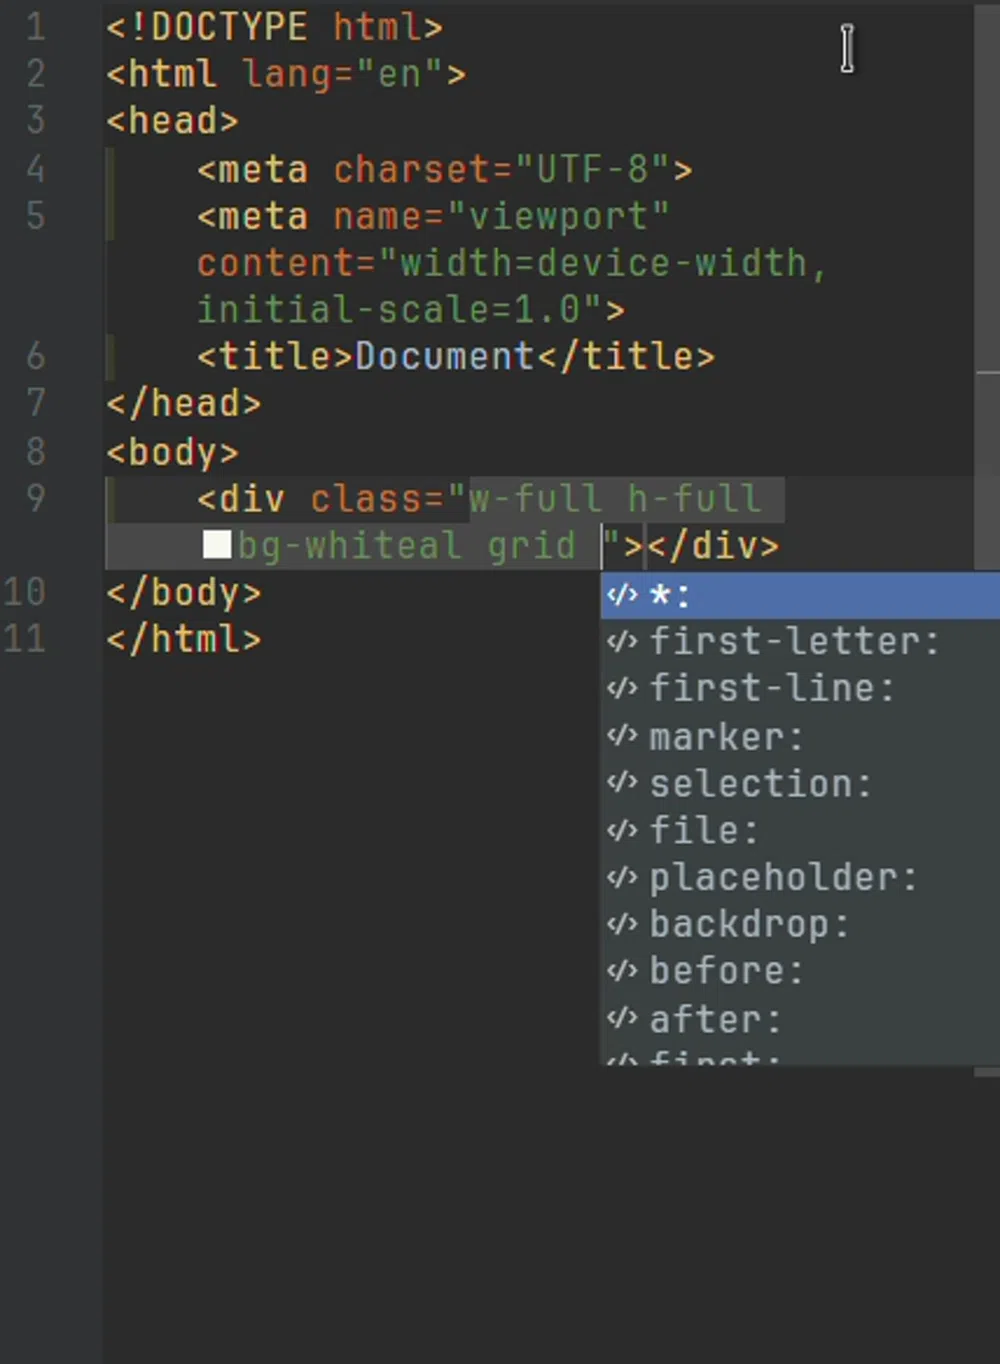 1 <!DOCTYPE html>
2 <html lang="en">
3 <head>
4 <meta charset="UTF-8">
5 <meta name="viewport"
content="width=device-width,
initial-scale=1.0">
6 <title>Document</title>
7 </head>
8 <body>
9 <div class="w-full h-full
bg-whiteal grid "></div>
10 </body>
11 </html>
</> *:
</> first-letter:
</> first-line:
</> marker:
</> selection:
</> file:
</> placeholder:
</> backdrop:
</> before:
</> after:
</> first: